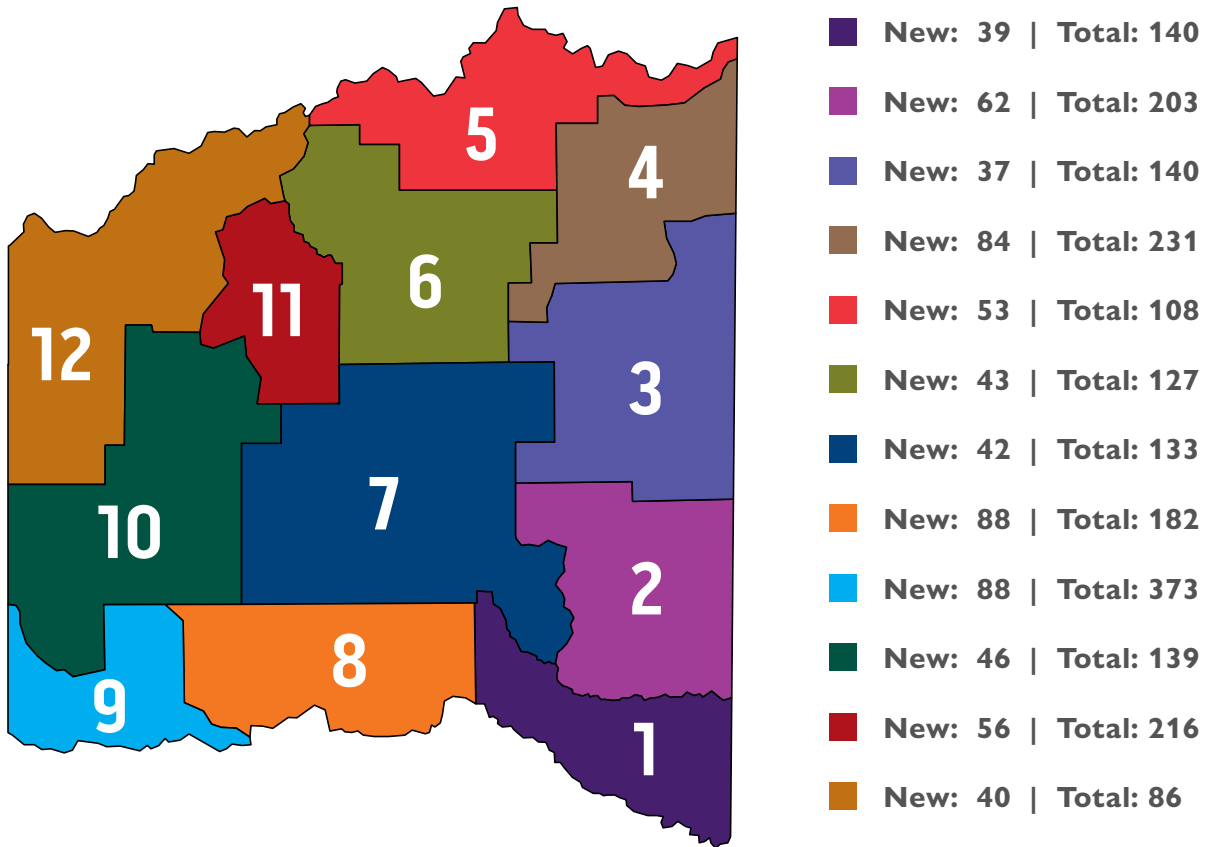 5
4
6
11
12
3
7
10
2
8
9
1
New: 39 | Total: 140
New: 62 | Total: 203
New: 37 | Total: 140
New: 84 | Total: 231
New: 53 | Total: 108
New: 43 | Total: 127
New: 42 | Total: 133
New: 88 | Total: 182
New: 88 | Total: 373
New: 46 | Total: 139
New: 56 | Total: 216
New: 40 | Total: 86